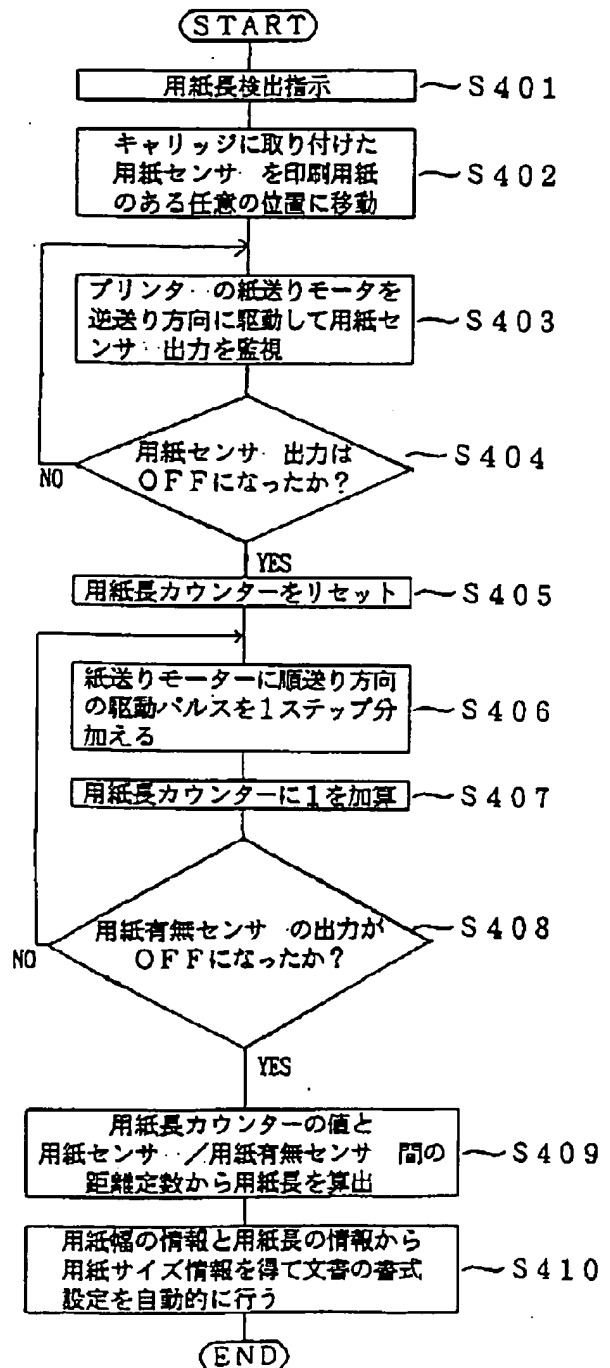 START
用紙長検出指示
S401
キャリッジに取り付けた
用紙センサ を印刷用紙
のある任意の位置に移動
S402
プリンタ の紙送りモータを
逆送り方向に駆動して用紙セ
ンサ 出力を監視
S403
用紙センサ 出力は
OFFになったか?
S404
NO
YES
用紙長カウンターをリセット
S405
紙送りモーターに順送り方向
の駆動パルスを1ステップ分
加える
S406
用紙長カウンターに1を加算
S407
用紙有無センサ の出力が
OFFになったか?
S408
NO
YES
用紙長カウンターの値と
用紙センサ /用紙有無センサ 間の
距離定数から用紙長を算出
S409
用紙幅の情報と用紙長の情報から
用紙サイズ情報を得て文書の書式
設定を自動的に行う
S410
END